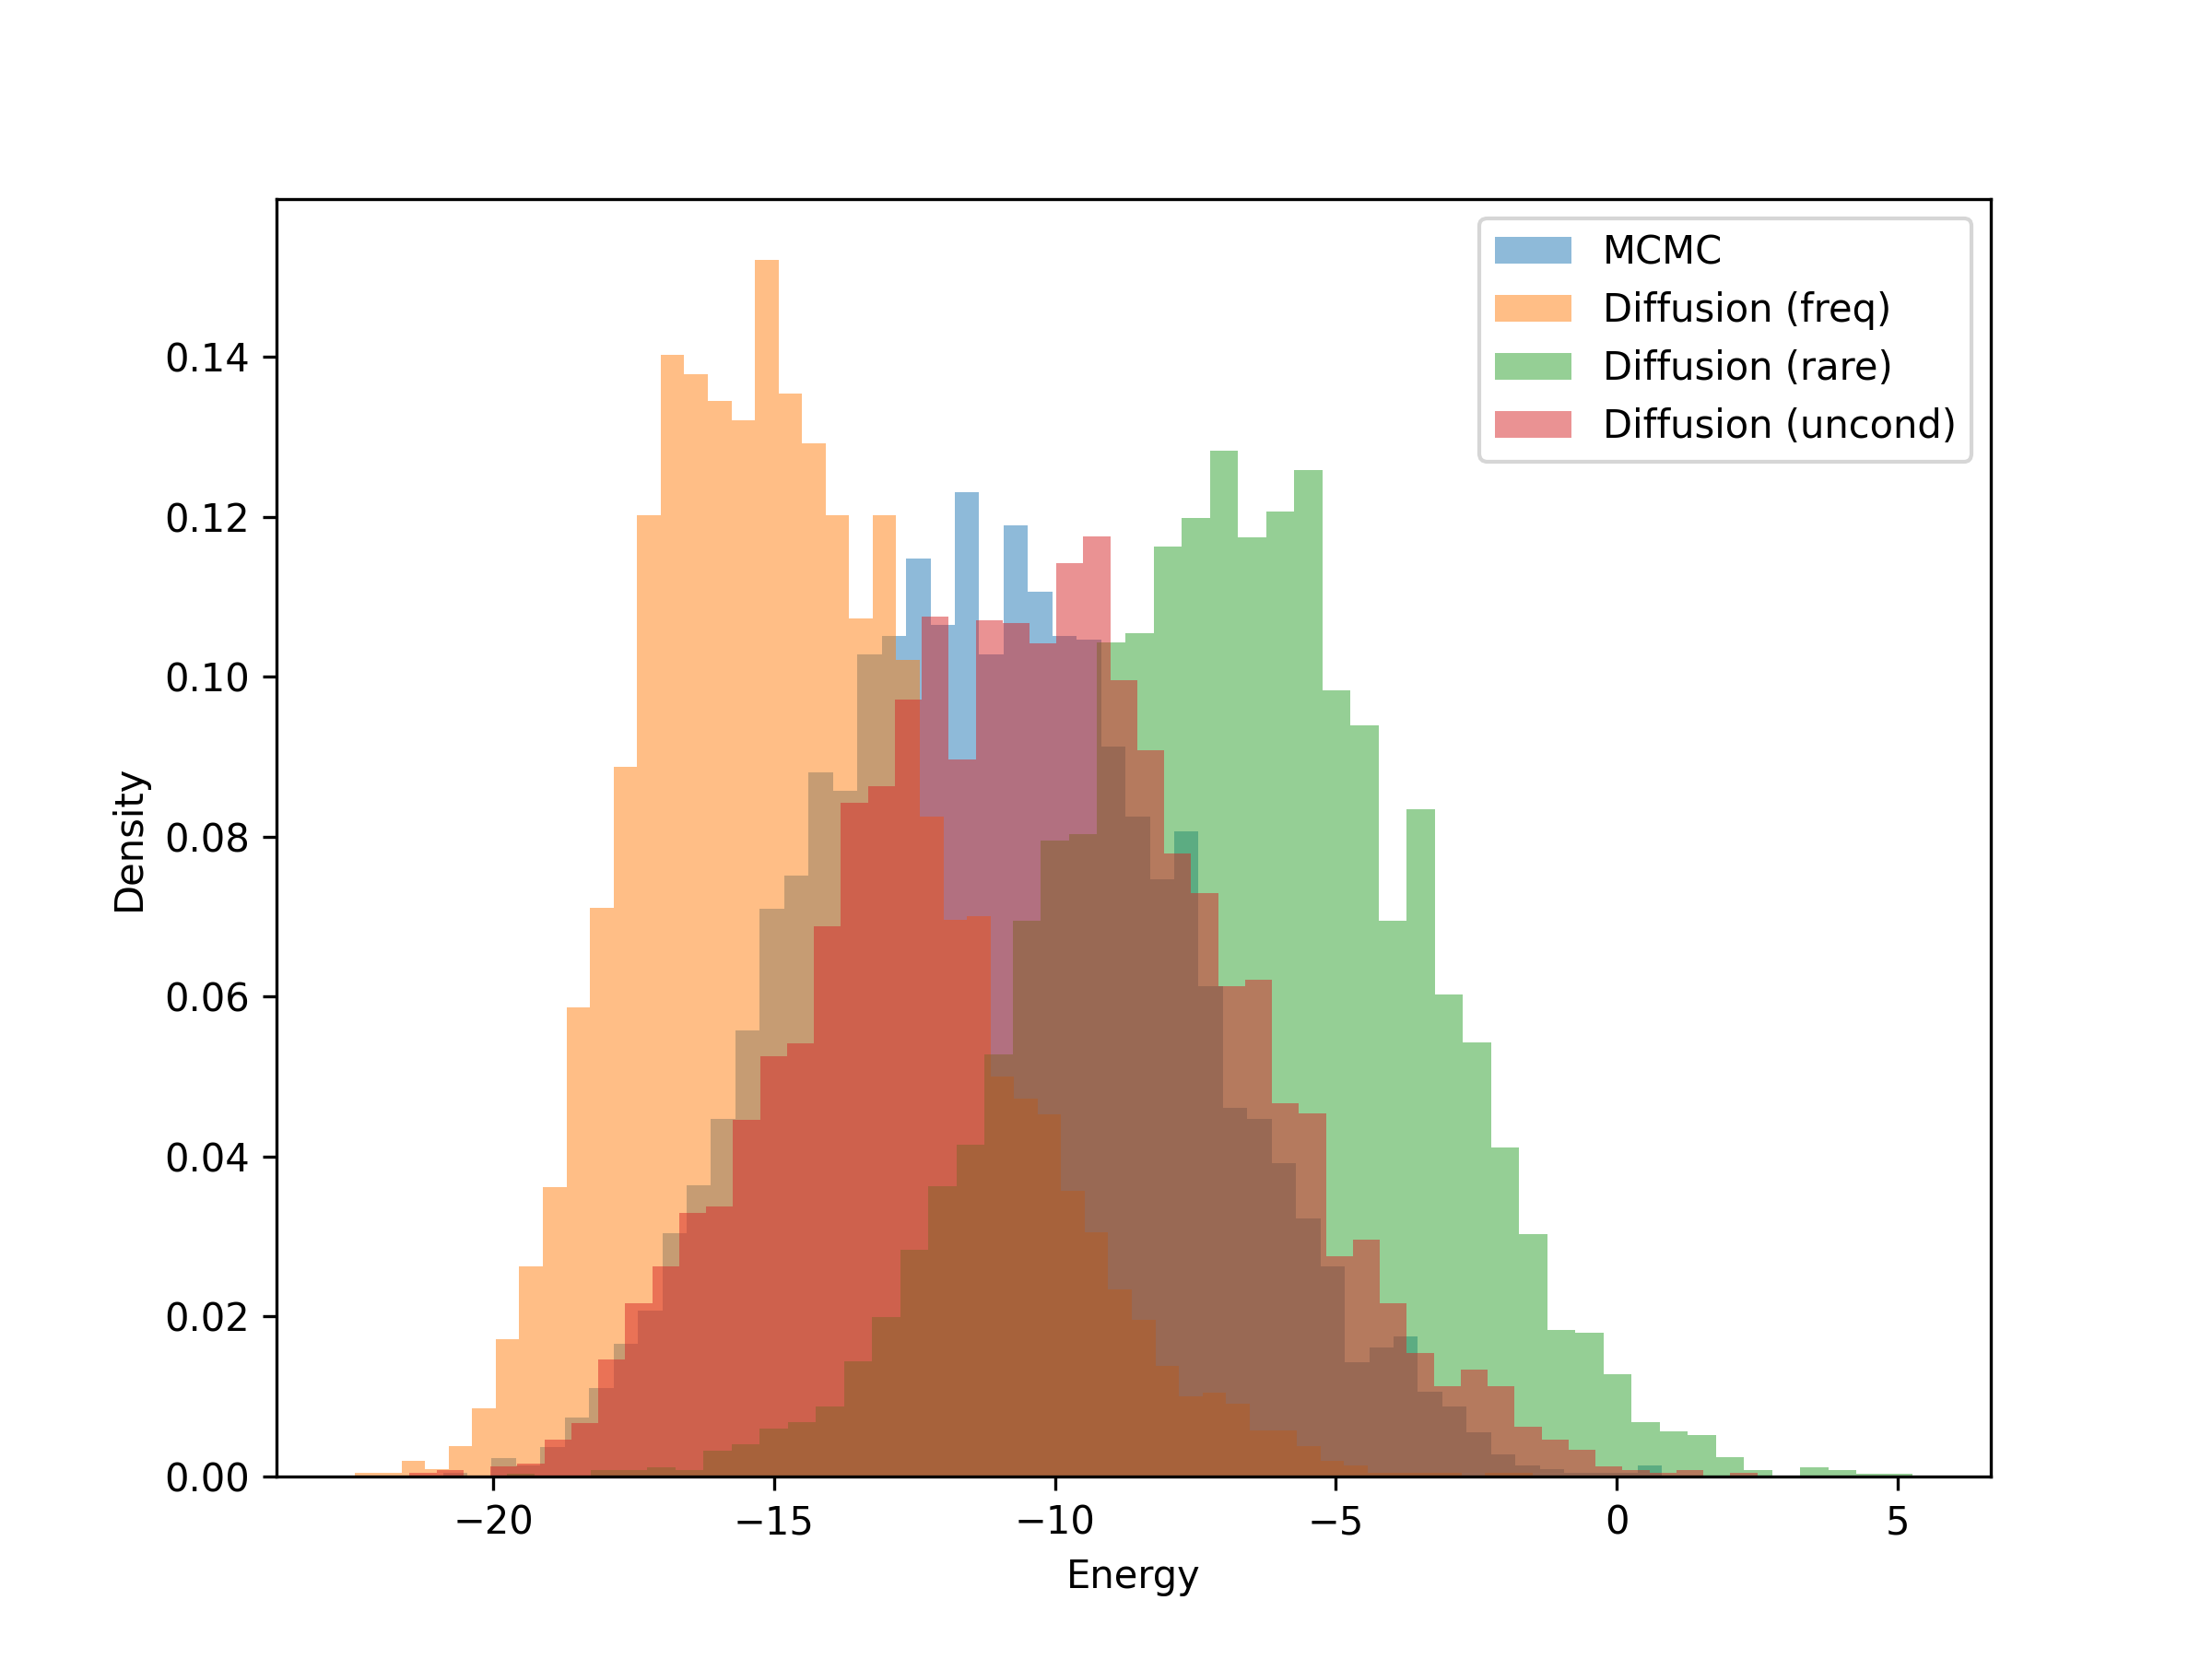 MCMC
Diffusion (freq)
Diffusion (rare)
Diffusion (uncond)
0.14
0.12
0.10
0.08
0.06
0.04
0.02
0.00
Density
−20 −15 −10 −5 0 5
Energy